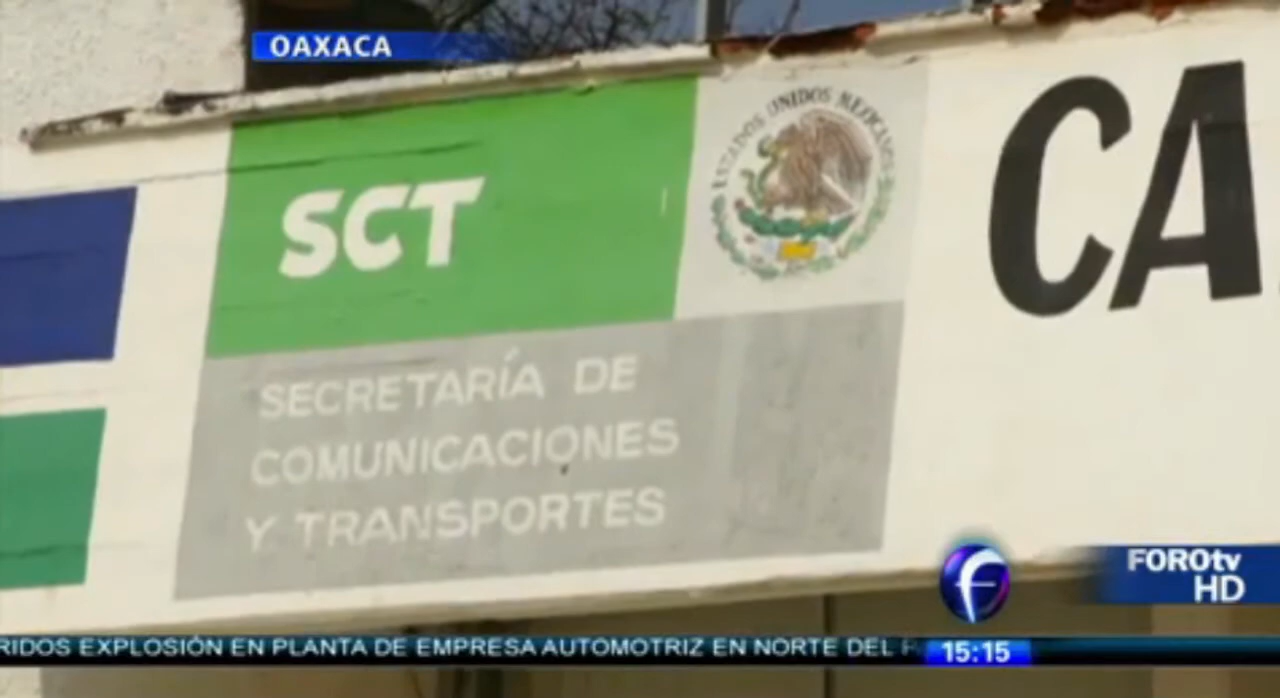 OAXACA
ESTADOS UNIDOS MEXICANOS
SCT
CA
SECRETARÍA DE
COMUNICACIONES
Y TRANSPORTES
FOROtv
HD
RIDOS EXPLOSIÓN EN PLANTA DE EMPRESA AUTOMOTRIZ EN NORTE DEL
15:15